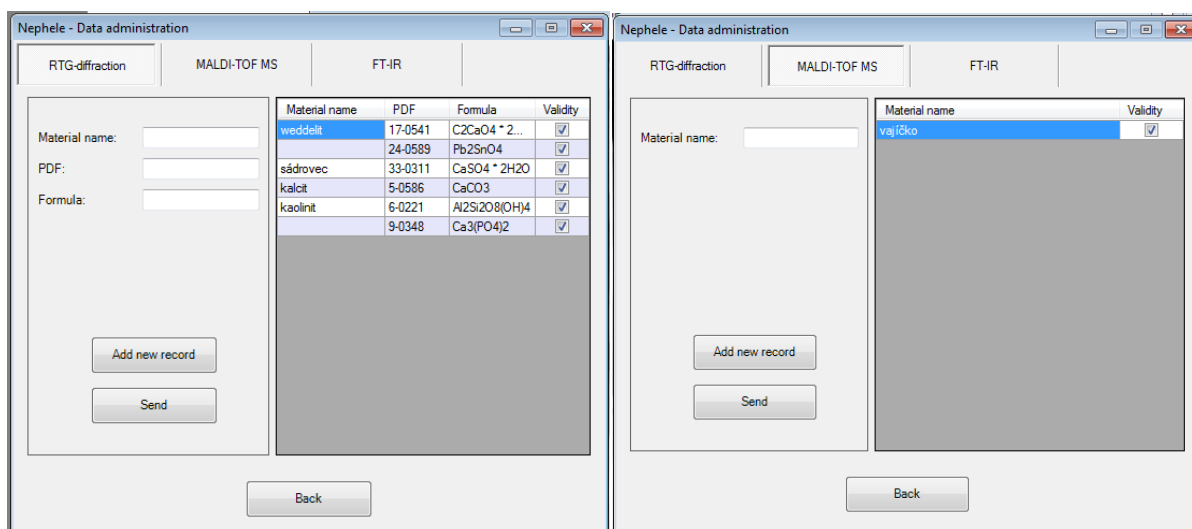 Nephele - Data administration
RTG-diffraction MALDI-TOF MS FT-IR
Material name PDF Formula Validity
weddelit 17-0541 C2CaO4 * 2...
24-0589 Pb2SnO4
sádrovec 33-0311 CaSO4 * 2H2O
kalcit 5-0586 CaCO3
kaolinit 6-0221 Al2Si2O8(OH)4
9-0348 Ca3(PO4)2
Material name:
PDF:
Formula:
Add new record
Send
Back
Nephele - Data administration
RTG-diffraction MALDI-TOF MS FT-IR
Material name Validity
vajíčko
Material name:
Add new record
Send
Back